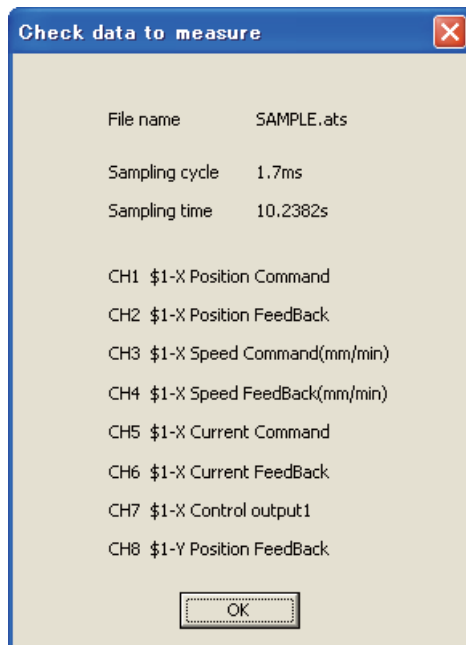 Check data to measure
File name SAMPLE.ats
Sampling cycle 1.7ms
Sampling time 10.2382s
CH1 $1-X Position Command
CH2 $1-X Position FeedBack
CH3 $1-X Speed Command(mm/min)
CH4 $1-X Speed FeedBack(mm/min)
CH5 $1-X Current Command
CH6 $1-X Current FeedBack
CH7 $1-X Control output1
CH8 $1-Y Position FeedBack
OK